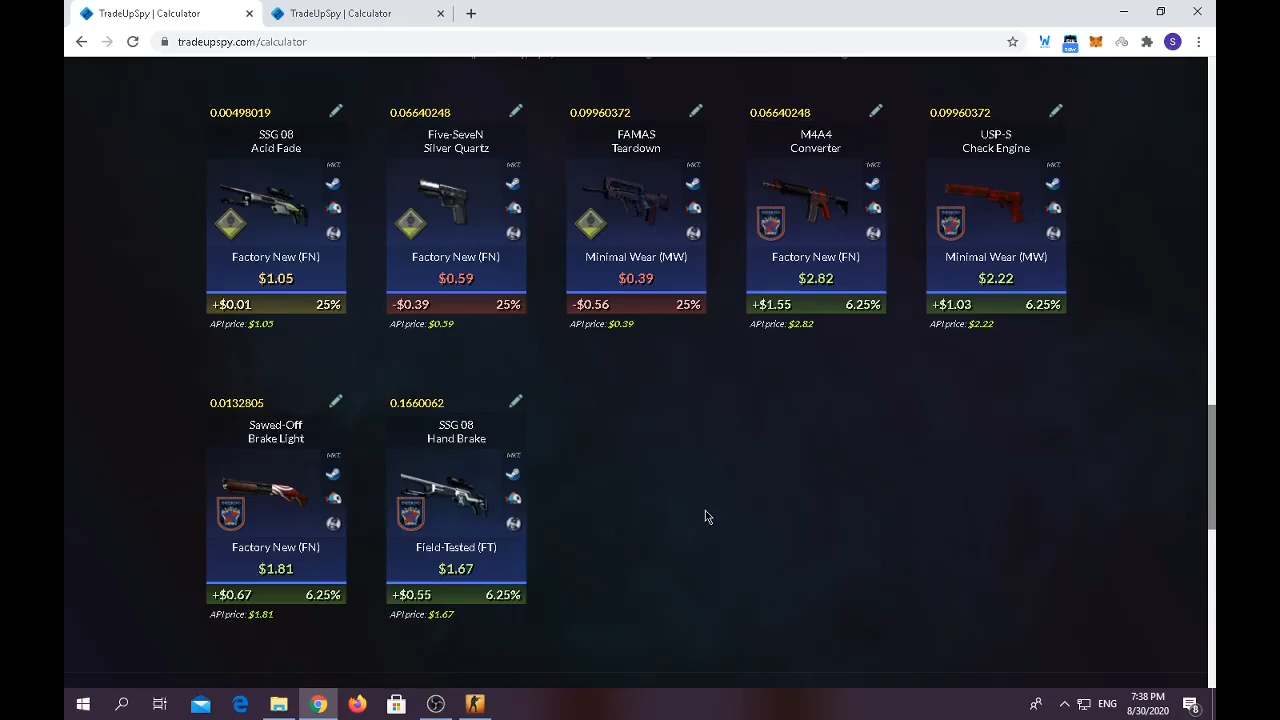 TradeUpSpy | Calculator
TradeUpSpy | Calculator
tradeupspy.com/calculator
S
0.00498019
SSG 08
Acid Fade
MKT.
Factory New (FN)
$1.05
+$0.01 25%
API price: $1.05
0.06640248
Five-SeveN
Silver Quartz
MKT.
Factory New (FN)
$0.59
-$0.39 25%
API price: $0.59
0.09960372
FAMAS
Teardown
MKT.
Minimal Wear (MW)
$0.39
-$0.56 25%
API price: $0.39
0.06640248
M4A4
Converter
MKT.
Factory New (FN)
$2.82
+$1.55 6.25%
API price: $2.82
0.09960372
USP-S
Check Engine
MKT.
Minimal Wear (MW)
$2.22
+$1.03 6.25%
API price: $2.22
0.0132805
Sawed-Off
Brake Light
MKT.
Factory New (FN)
$1.81
+$0.67 6.25%
API price: $1.81
0.1660062
SSG 08
Hand Brake
MKT.
Field-Tested (FT)
$1.67
+$0.55 6.25%
API price: $1.67
ENG
7:38 PM
8/30/2020